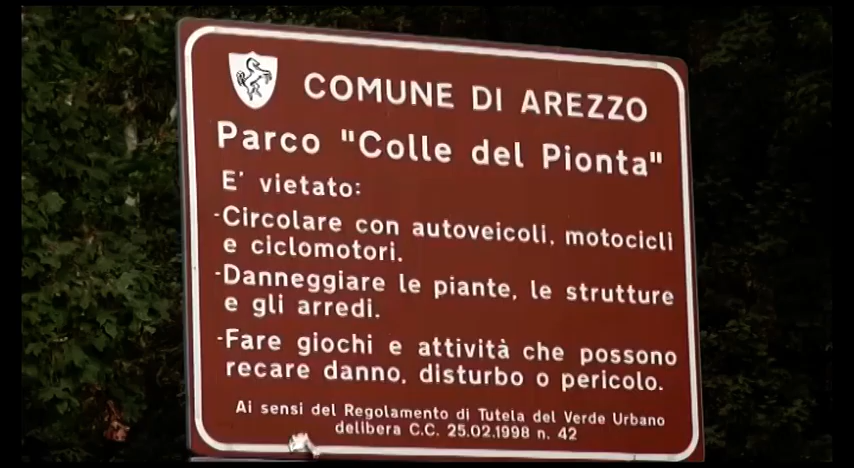 COMUNE DI AREZZO
Parco "Colle del Pionta"
E' vietato:
-Circolare con autoveicoli, motocicli
e ciclomotori.
-Danneggiare le piante, le strutture
e gli arredi.
-Fare giochi e attività che possono
recare danno, disturbo o pericolo.
Ai sensi del Regolamento di Tutela del Verde Urbano
delibera C.C. 25.02.1998 n. 42